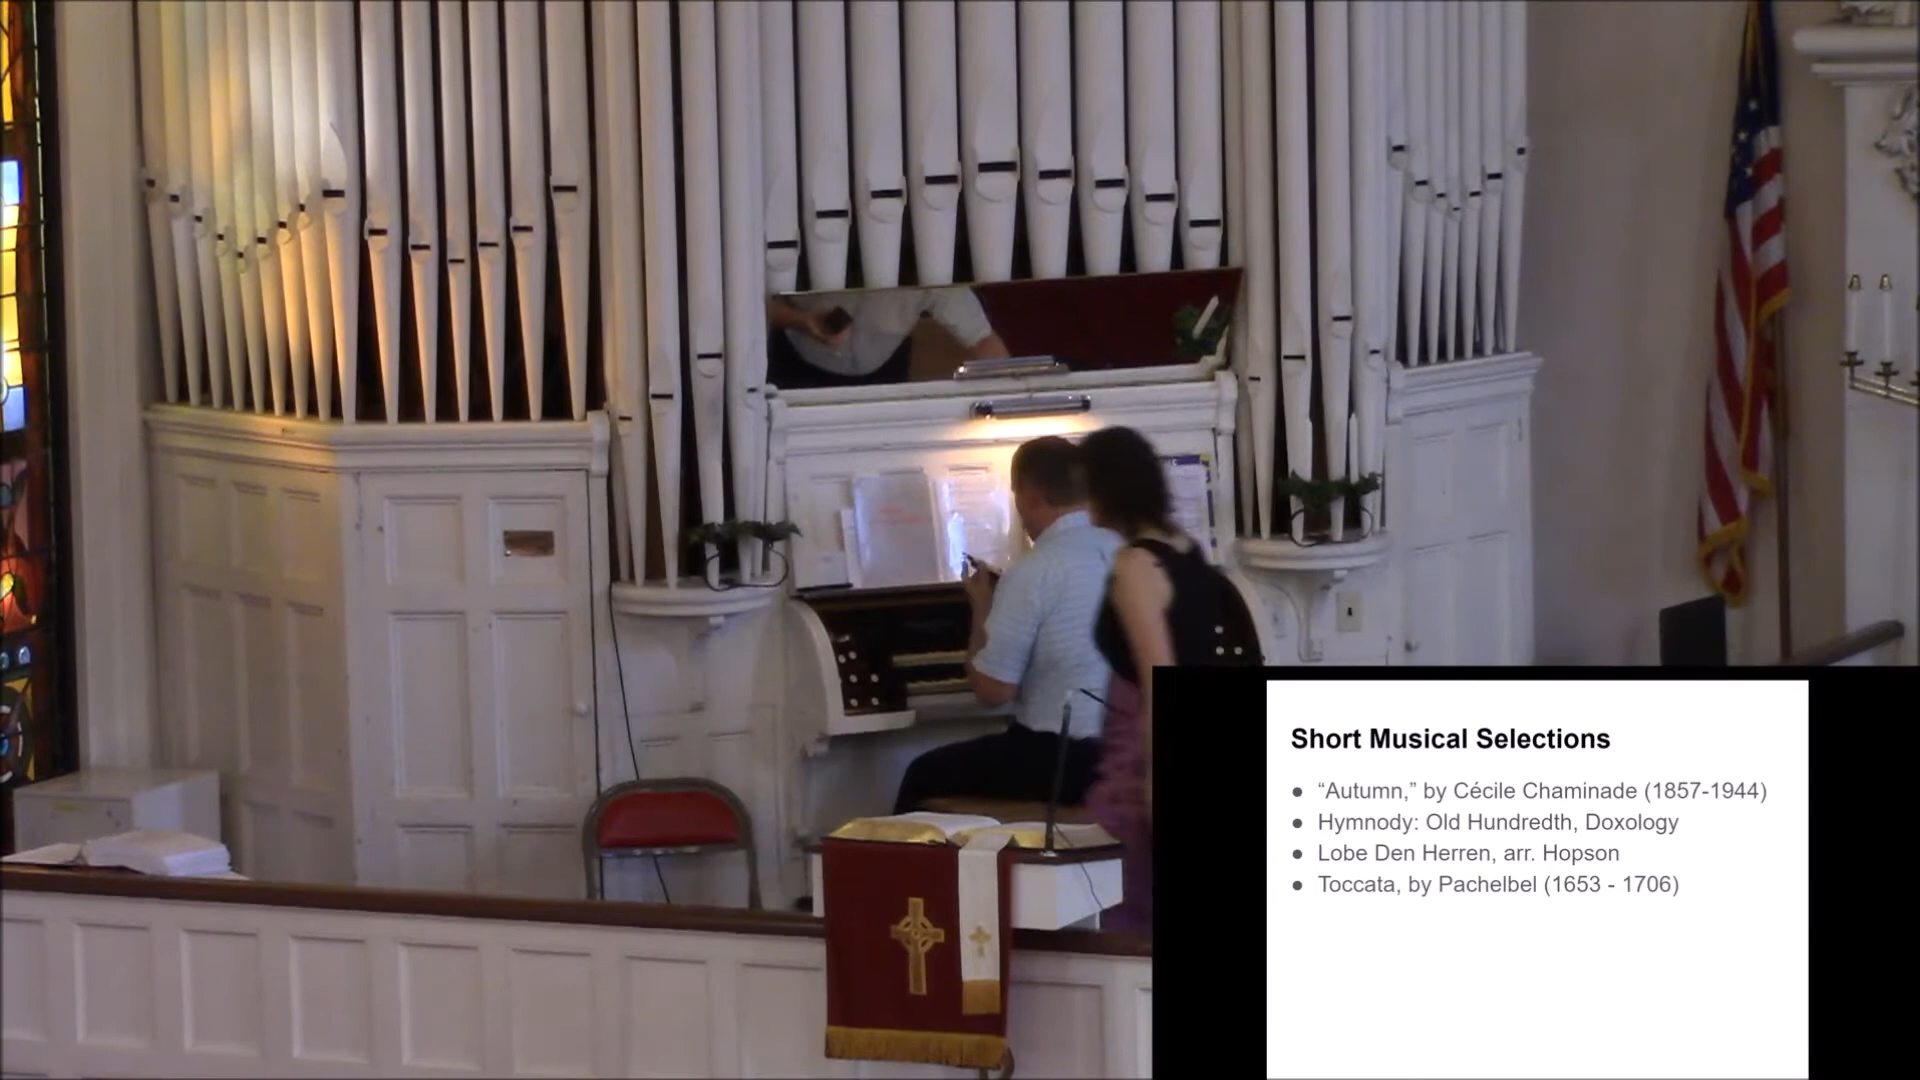 Short Musical Selections
● “Autumn,” by Cécile Chaminade (1857-1944)
● Hymnody: Old Hundredth, Doxology
● Lobe Den Herren, arr. Hopson
● Toccata, by Pachelbel (1653 - 1706)